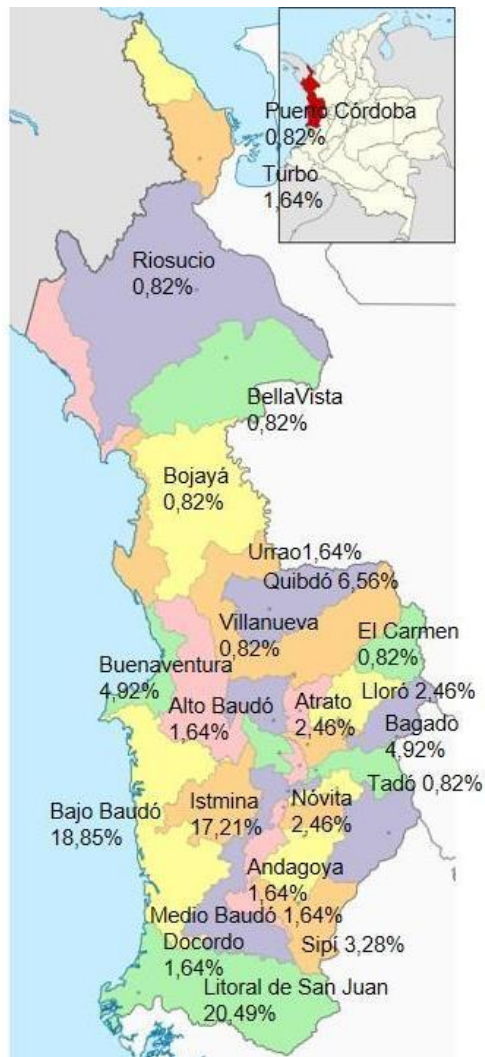 Puerto Córdoba
0,82%
Turbo
1,64%
Riosucio
0,82%
BellaVista
0,82%
Bojayá
0,82%
Urrao1,64%
Quibdó 6,56%
Villanueva
0,82%
El Carmen
0,82%
Buenaventura
4,92%
Alto Baudó
1,64%
Atrato
2,46%
Lloró 2,46%
Bagado
4,92%
Tadó 0,82%
Bajo Baudó
18,85%
Istmina
17,21%
Nóvita
2,46%
Andagoya
1,64%
Medio Baudó 1,64%
Docordo
1,64%
Sipí 3,28%
Litoral de San Juan
20,49%